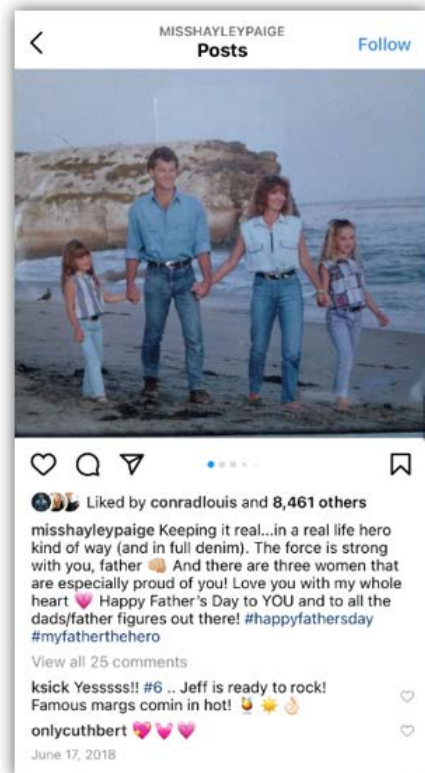 MISSHAYLEYPAIGE
Posts
Follow
Liked by conradlouis and 8,461 others
misshayleypaige Keeping it real...in a real life hero
kind of way (and in full denim). The force is strong
with you, father 👊🏼 And there are three women that
are especially proud of you! Love you with my whole
heart 💗 Happy Father's Day to YOU and to all the
dads/father figures out there! #happyfathersday
#myfatherthehero
View all 25 comments
ksick Yesssss!! #6 .. Jeff is ready to rock!
Famous margs comin in hot! 🍹☀️👌🏻
onlycuthbert 💖💓💗
June 17, 2018